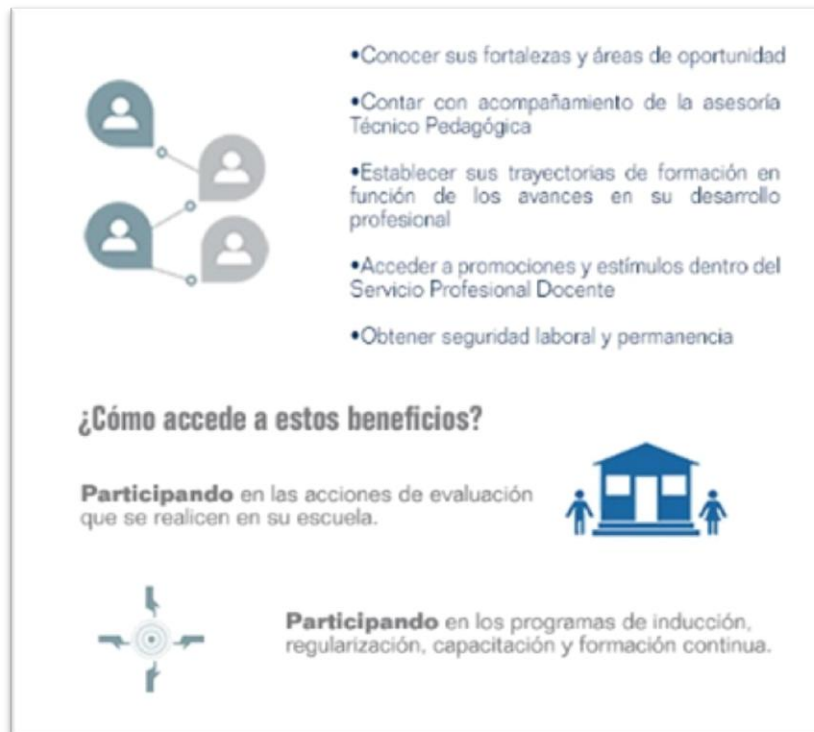 •Conocer sus fortalezas y áreas de oportunidad
•Contar con acompañamiento de la asesoría
Técnico Pedagógica
•Establecer sus trayectorias de formación en
función de los avances en su desarrollo
profesional
•Acceder a promociones y estímulos dentro del
Servicio Profesional Docente
•Obtener seguridad laboral y permanencia
¿Cómo accede a estos beneficios?
Participando en las acciones de evaluación
que se realicen en su escuela.
Participando en los programas de inducción,
regularización, capacitación y formación continua.